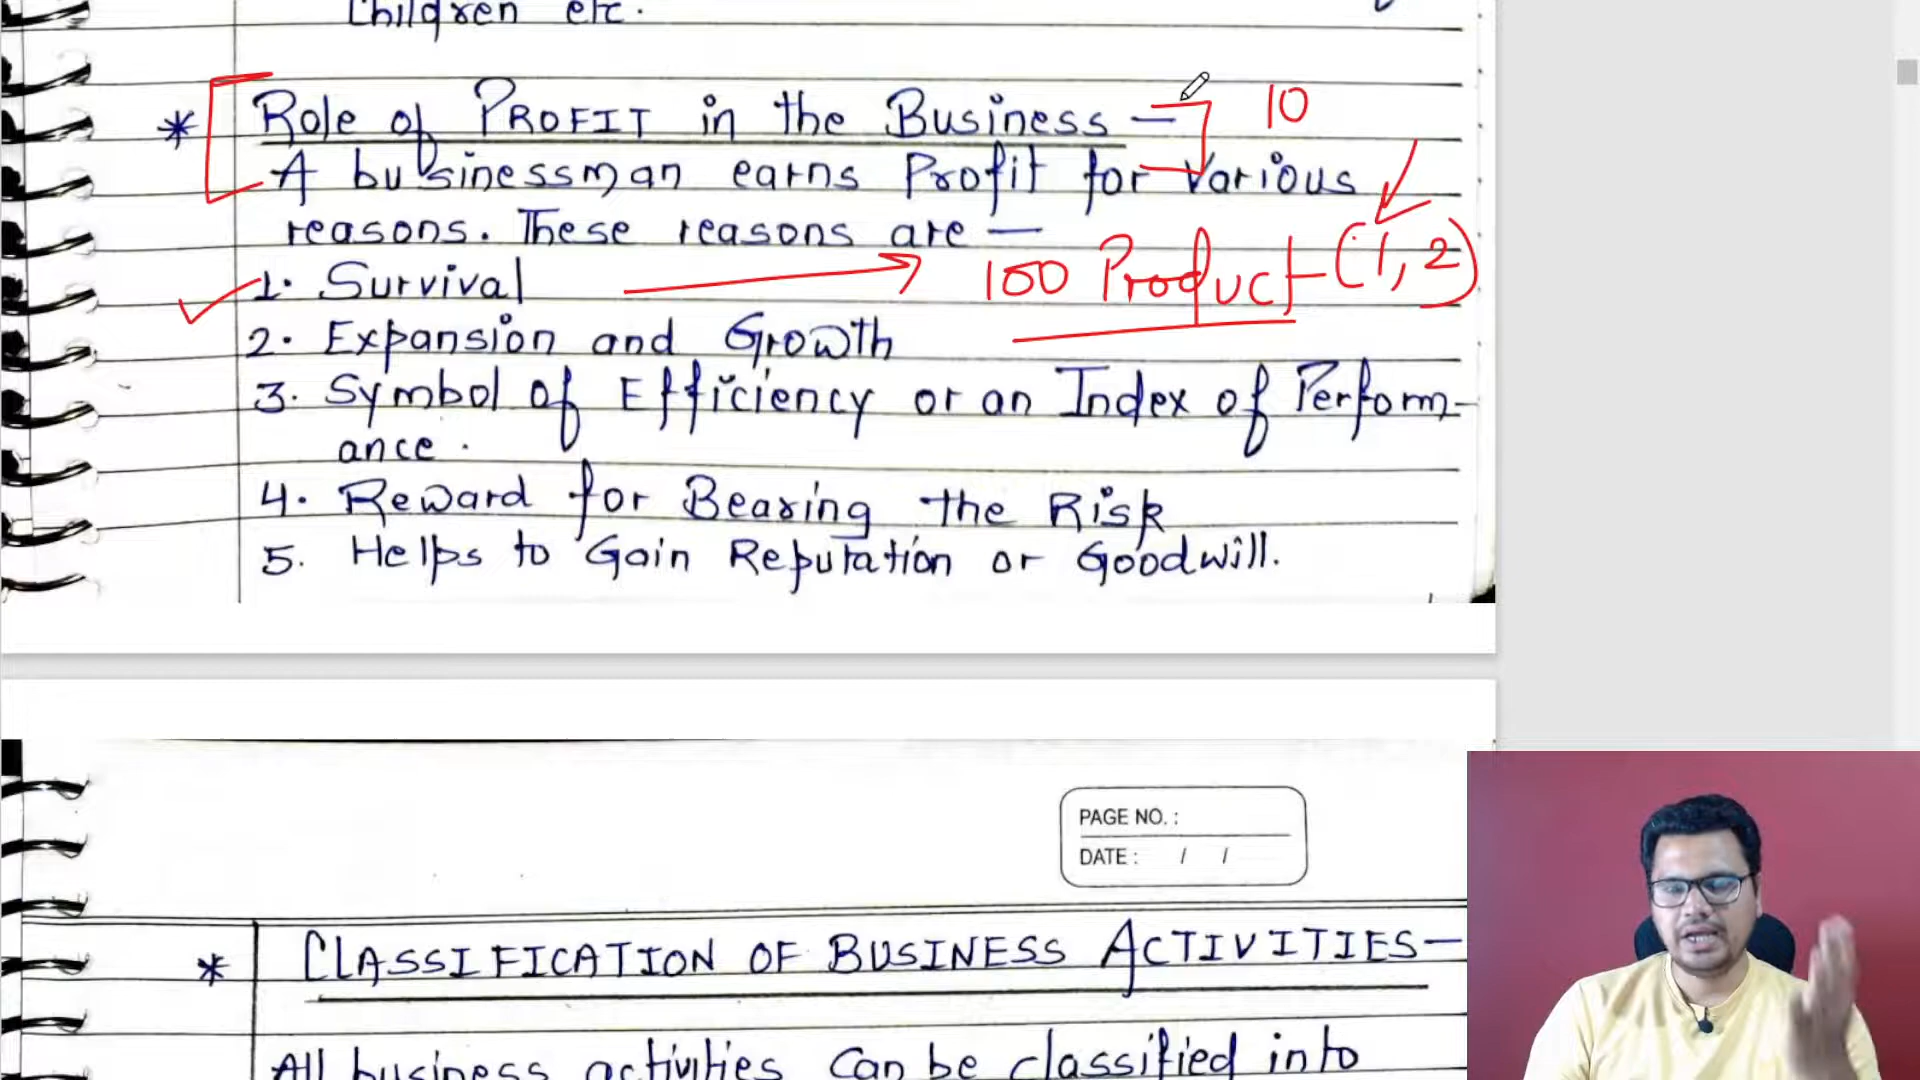 Children etc.
* Role of PROFIT in the Business - 10
A businessman earns Profit for Various
reasons. These reasons are -
1. Survival 100 Product (1, 2)
2. Expansion and Growth
3. Symbol of Efficiency or an Index of Perform-
ance.
4. Reward for Bearing the Risk
5. Helps to Gain Reputation or Goodwill.
PAGE NO.:
DATE: / /
* CLASSIFICATION OF BUSINESS ACTIVITIES-
All business activities can be classified into